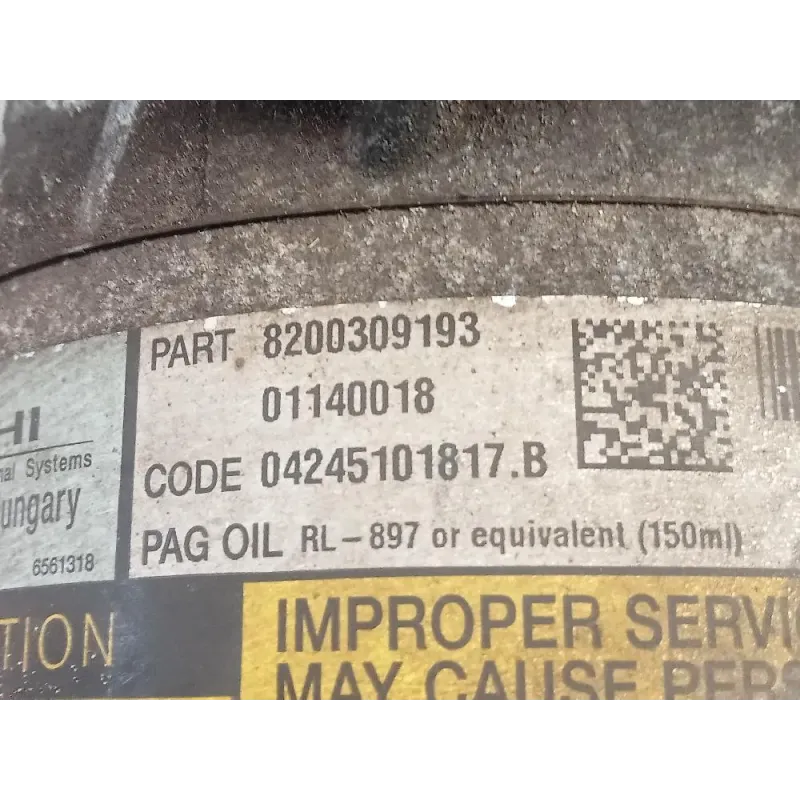 PART 8200309193
01140018
CODE 04245101817.B
PAG OIL RL-897 or equivalent (150ml)
HI
nal Systems
ungary
6561318
TION
IMPROPER SERVI
MAY CAUSE PERS